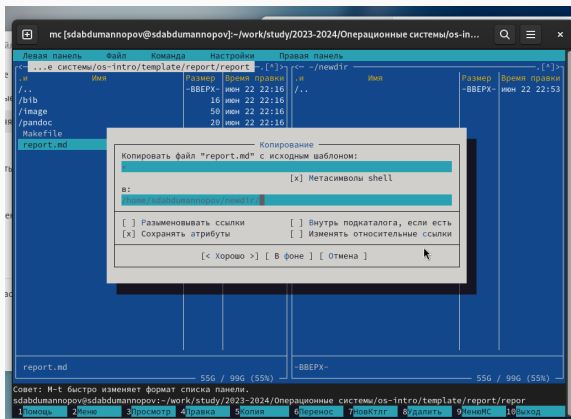 mc [sdabdumannopov@sdabdumannopov]:~/work/study/2023-2024/Операционные системы/os-in...
Левая панель Файл Команда Настройки Правая панель
<— ...е системы/os-intro/template/report/report —.[^]>
.и Имя Размер Время правки
/.. -ВВЕРХ- июн 22 22:16
/bib 16 июн 22 22:16
/image 50 июн 22 22:16
/pandoc 20 июн 22 22:16
Makefile
report.md
<— ~/newdir —.[^]>
.и Имя Размер Время правки
/.. -ВВЕРХ- июн 22 22:53
Копирование
Копировать файл "report.md" с исходным шаблоном:
[x] Метасимволы shell
в:
/home/sdabdumannopov/newdir/
[ ] Разыменовывать ссылки [ ] Внутрь подкаталога, если есть
[x] Сохранять атрибуты [ ] Изменять относительные ссылки
[< Хорошо >] [ В фоне ] [ Отмена ]
report.md -ВВЕРХ-
55G / 99G (55%) 55G / 99G (55%)
Совет: M-t быстро изменяет формат списка панели.
sdabdumannopov@sdabdumannopov:~/work/study/2023-2024/Операционные системы/os-intro/template/report/repor
1Помощь 2Меню 3Просмотр 4Правка 5Копия 6Перенос 7НовКтлг 8Удалить 9МенюMC 10Выход